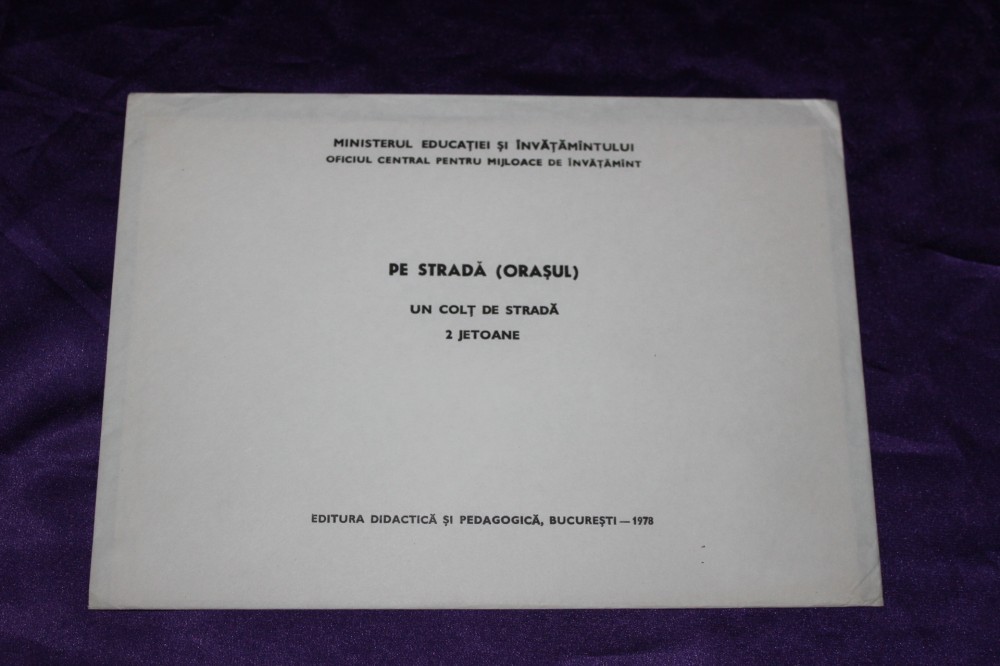 MINISTERUL EDUCAȚIEI ȘI ÎNVĂȚĂMÎNTULUI
OFICIUL CENTRAL PENTRU MIJLOACE DE ÎNVĂȚĂMÎNT
PE STRADĂ (ORAȘUL)
UN COLȚ DE STRADĂ
2 JETOANE
EDITURA DIDACTICĂ ȘI PEDAGOGICĂ, BUCUREȘTI — 1978